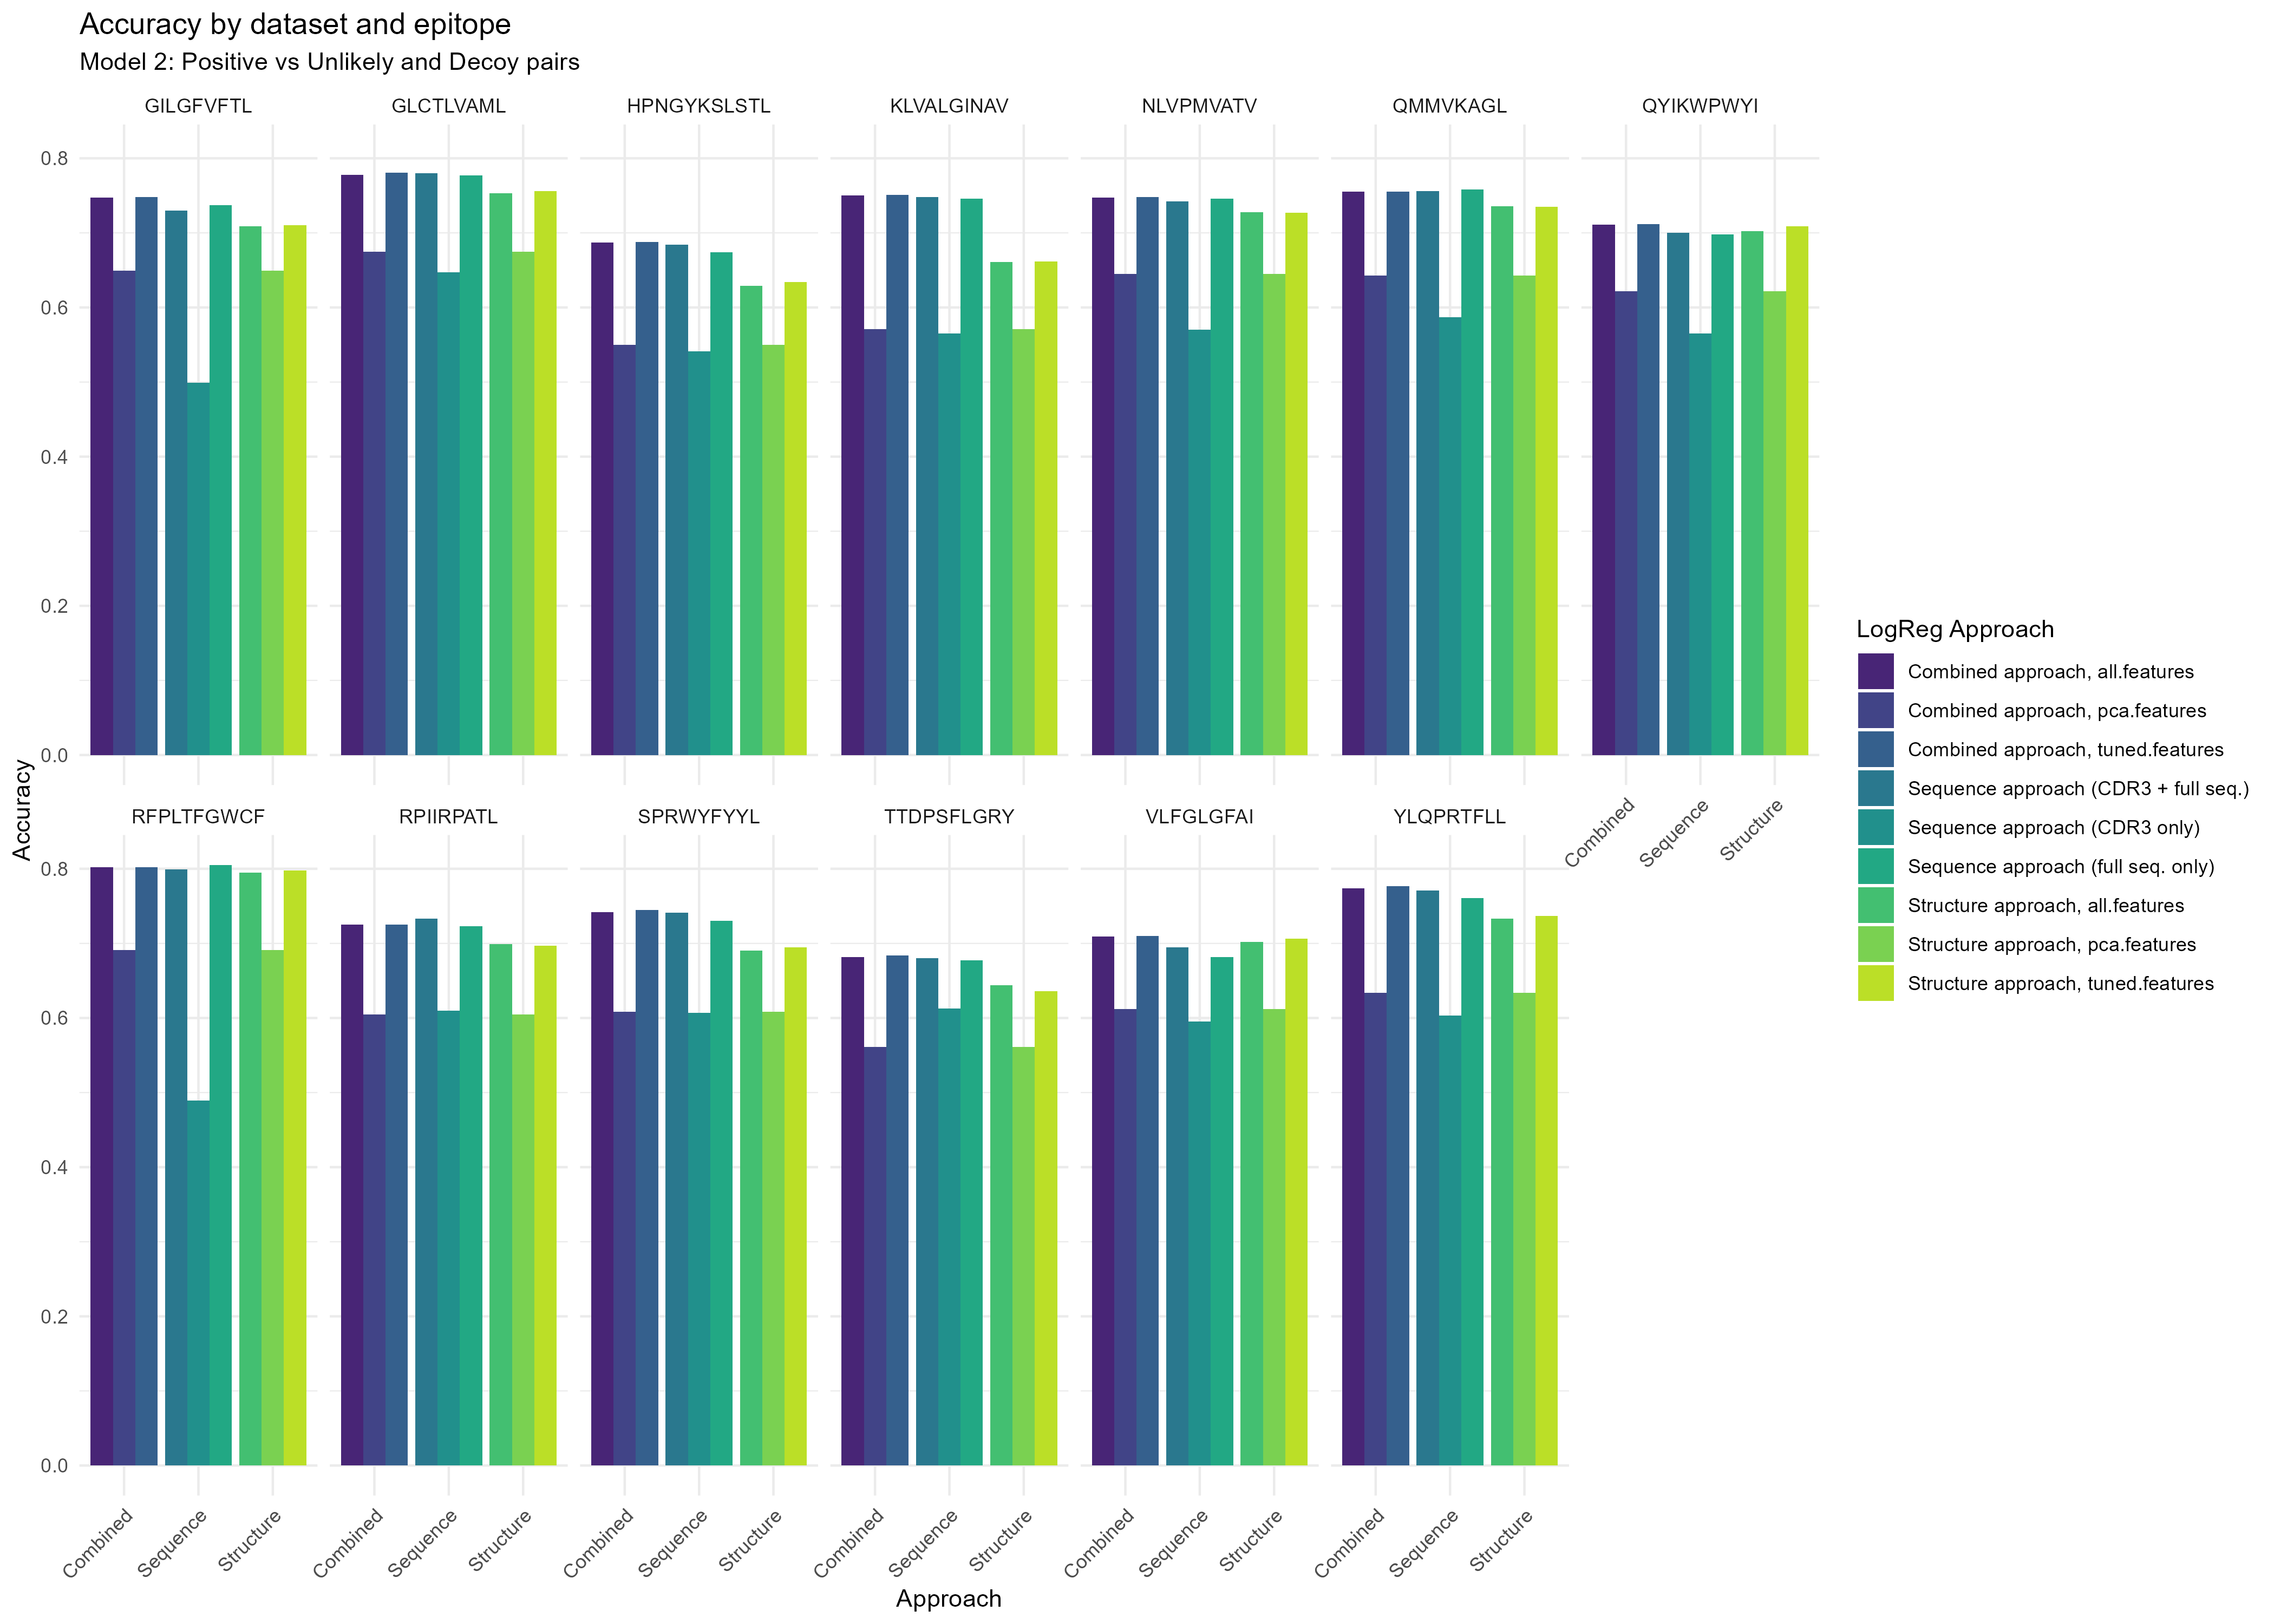 Accuracy by dataset and epitope
Model 2: Positive vs Unlikely and Decoy pairs
GILGFVFTL GLCTLVAML HPNGYKSLSTL KLVALGINAV NLVPMVATV QMMVKAGL QYIKWPWYI
0.8
0.6
0.4
0.2
0.0
Combined Sequence Structure
Accuracy
RFPLTFGWCF RPIIRPATL SPRWYFYYL TTDPSFLGRY VLFGLGFAI YLQPRTFLL
0.8
0.6
0.4
0.2
0.0
Combined Sequence Structure Combined Sequence Structure Combined Sequence Structure Combined Sequence Structure Combined Sequence Structure Combined Sequence Structure
Approach
LogReg Approach
Combined approach, all.features
Combined approach, pca.features
Combined approach, tuned.features
Sequence approach (CDR3 + full seq.)
Sequence approach (CDR3 only)
Sequence approach (full seq. only)
Structure approach, all.features
Structure approach, pca.features
Structure approach, tuned.features